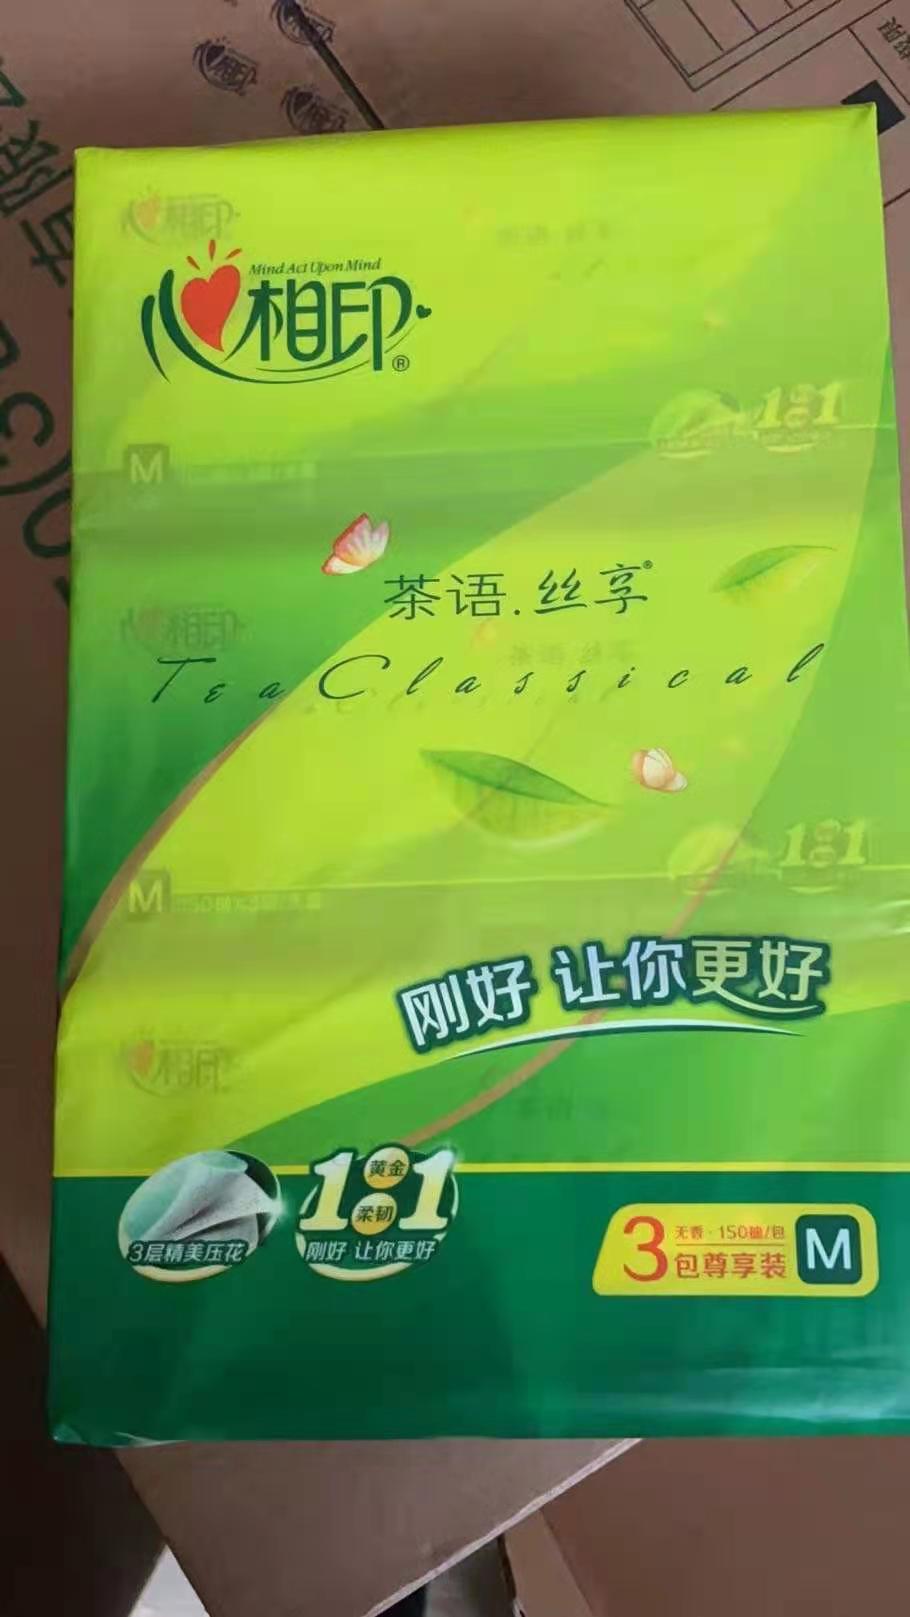 Mind Act Upon Mind
心相印®
茶语.丝享®
Tea Classical
刚好 让你更好
3层精美压花
1:1
黄金
柔韧
刚好 让你更好
3
无香·150抽/包
包尊享装
M